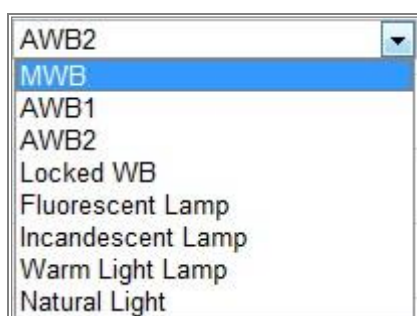 AWB2
MWB
AWB1
AWB2
Locked WB
Fluorescent Lamp
Incandescent Lamp
Warm Light Lamp
Natural Light